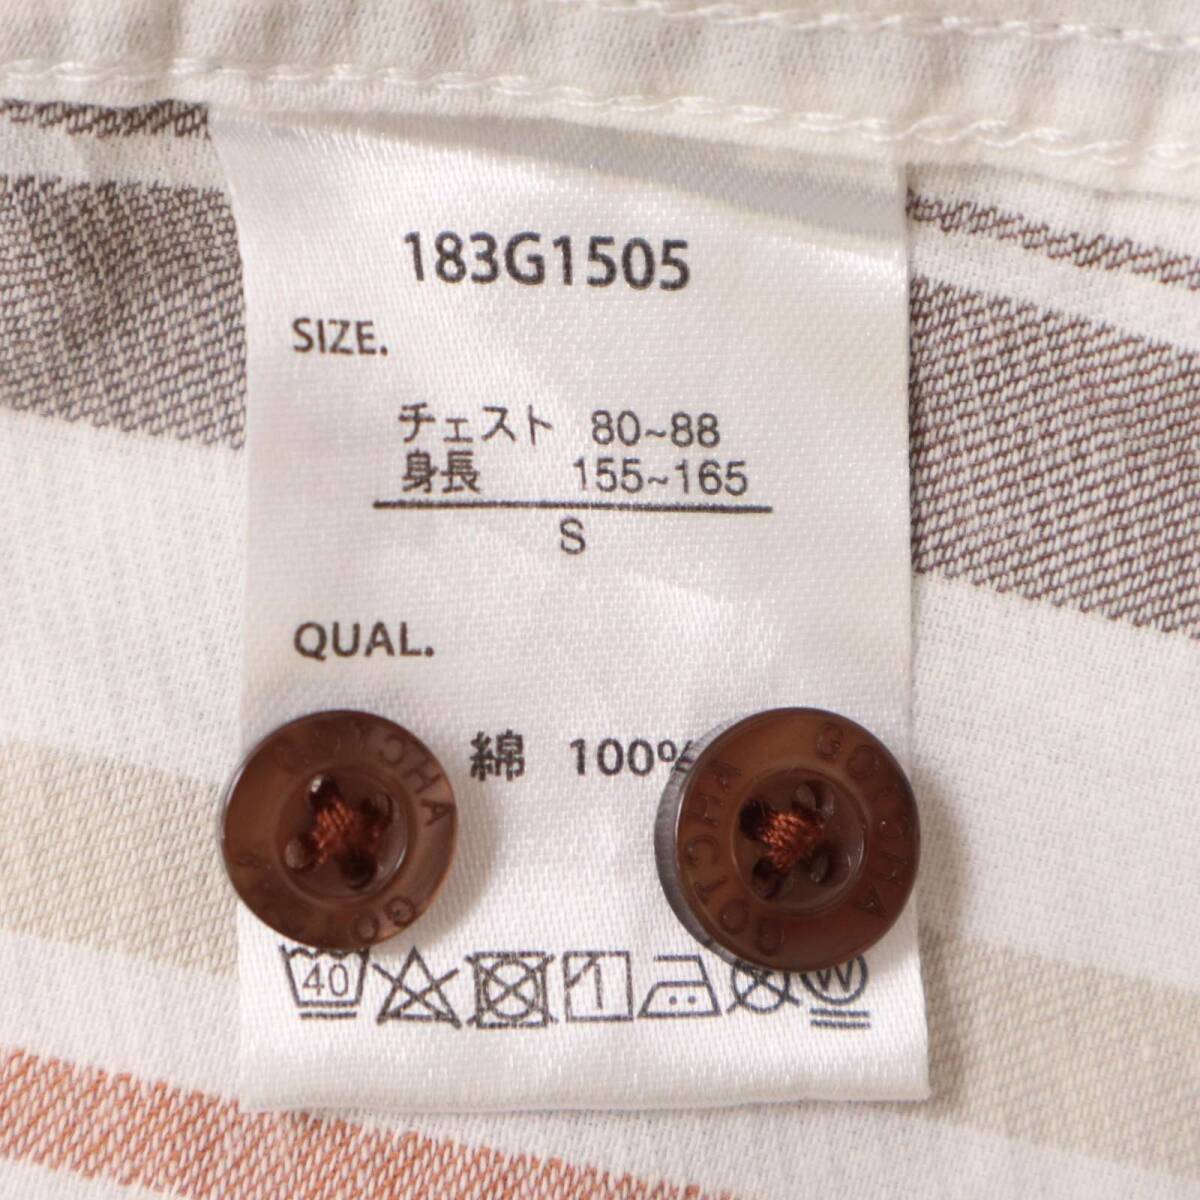 183G1505
SIZE.
チェスト 80~88
身長 155~165
S
QUAL.
綿 100%
GOTCHA GOTCHA
GOTCHA GOTCHA
40
W